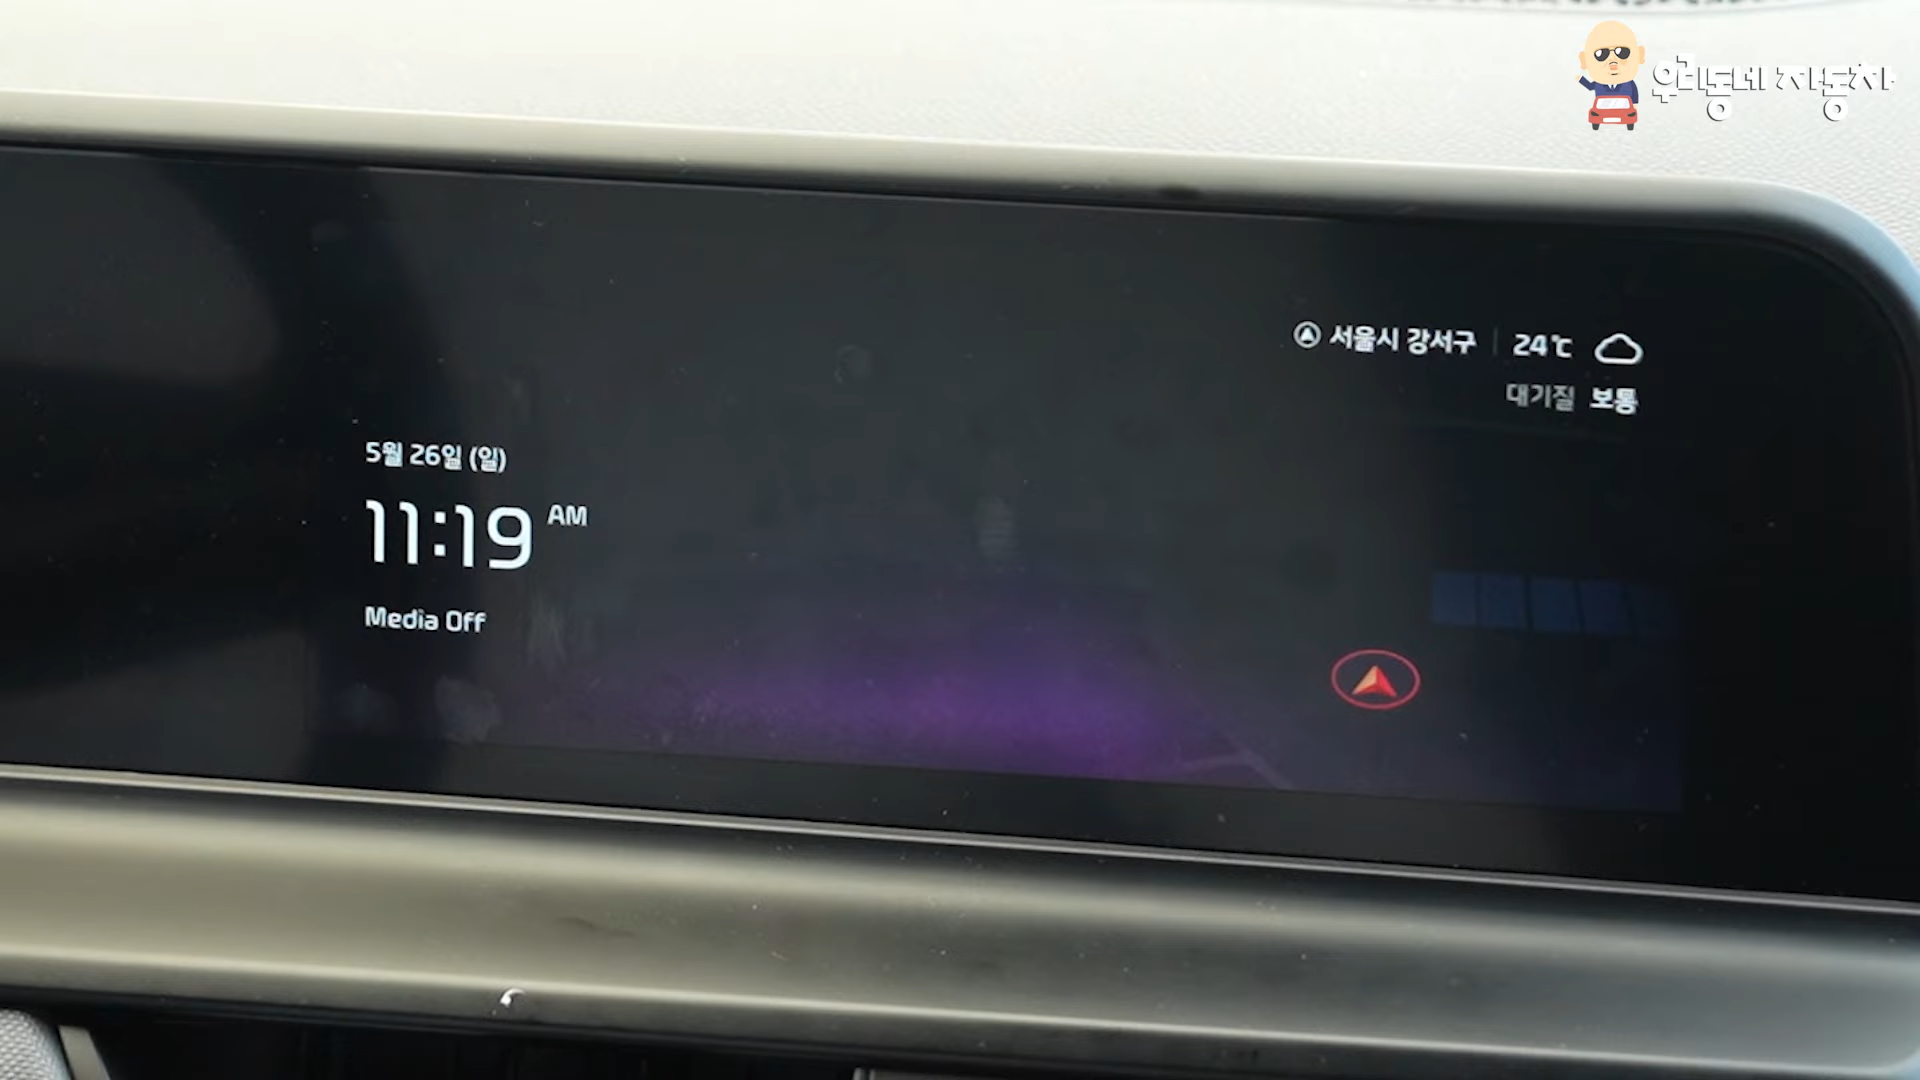 우리동네 자동차
서울시 강서구 24℃
대기질 보통
5월 26일 (일)
11:19 AM
Media Off